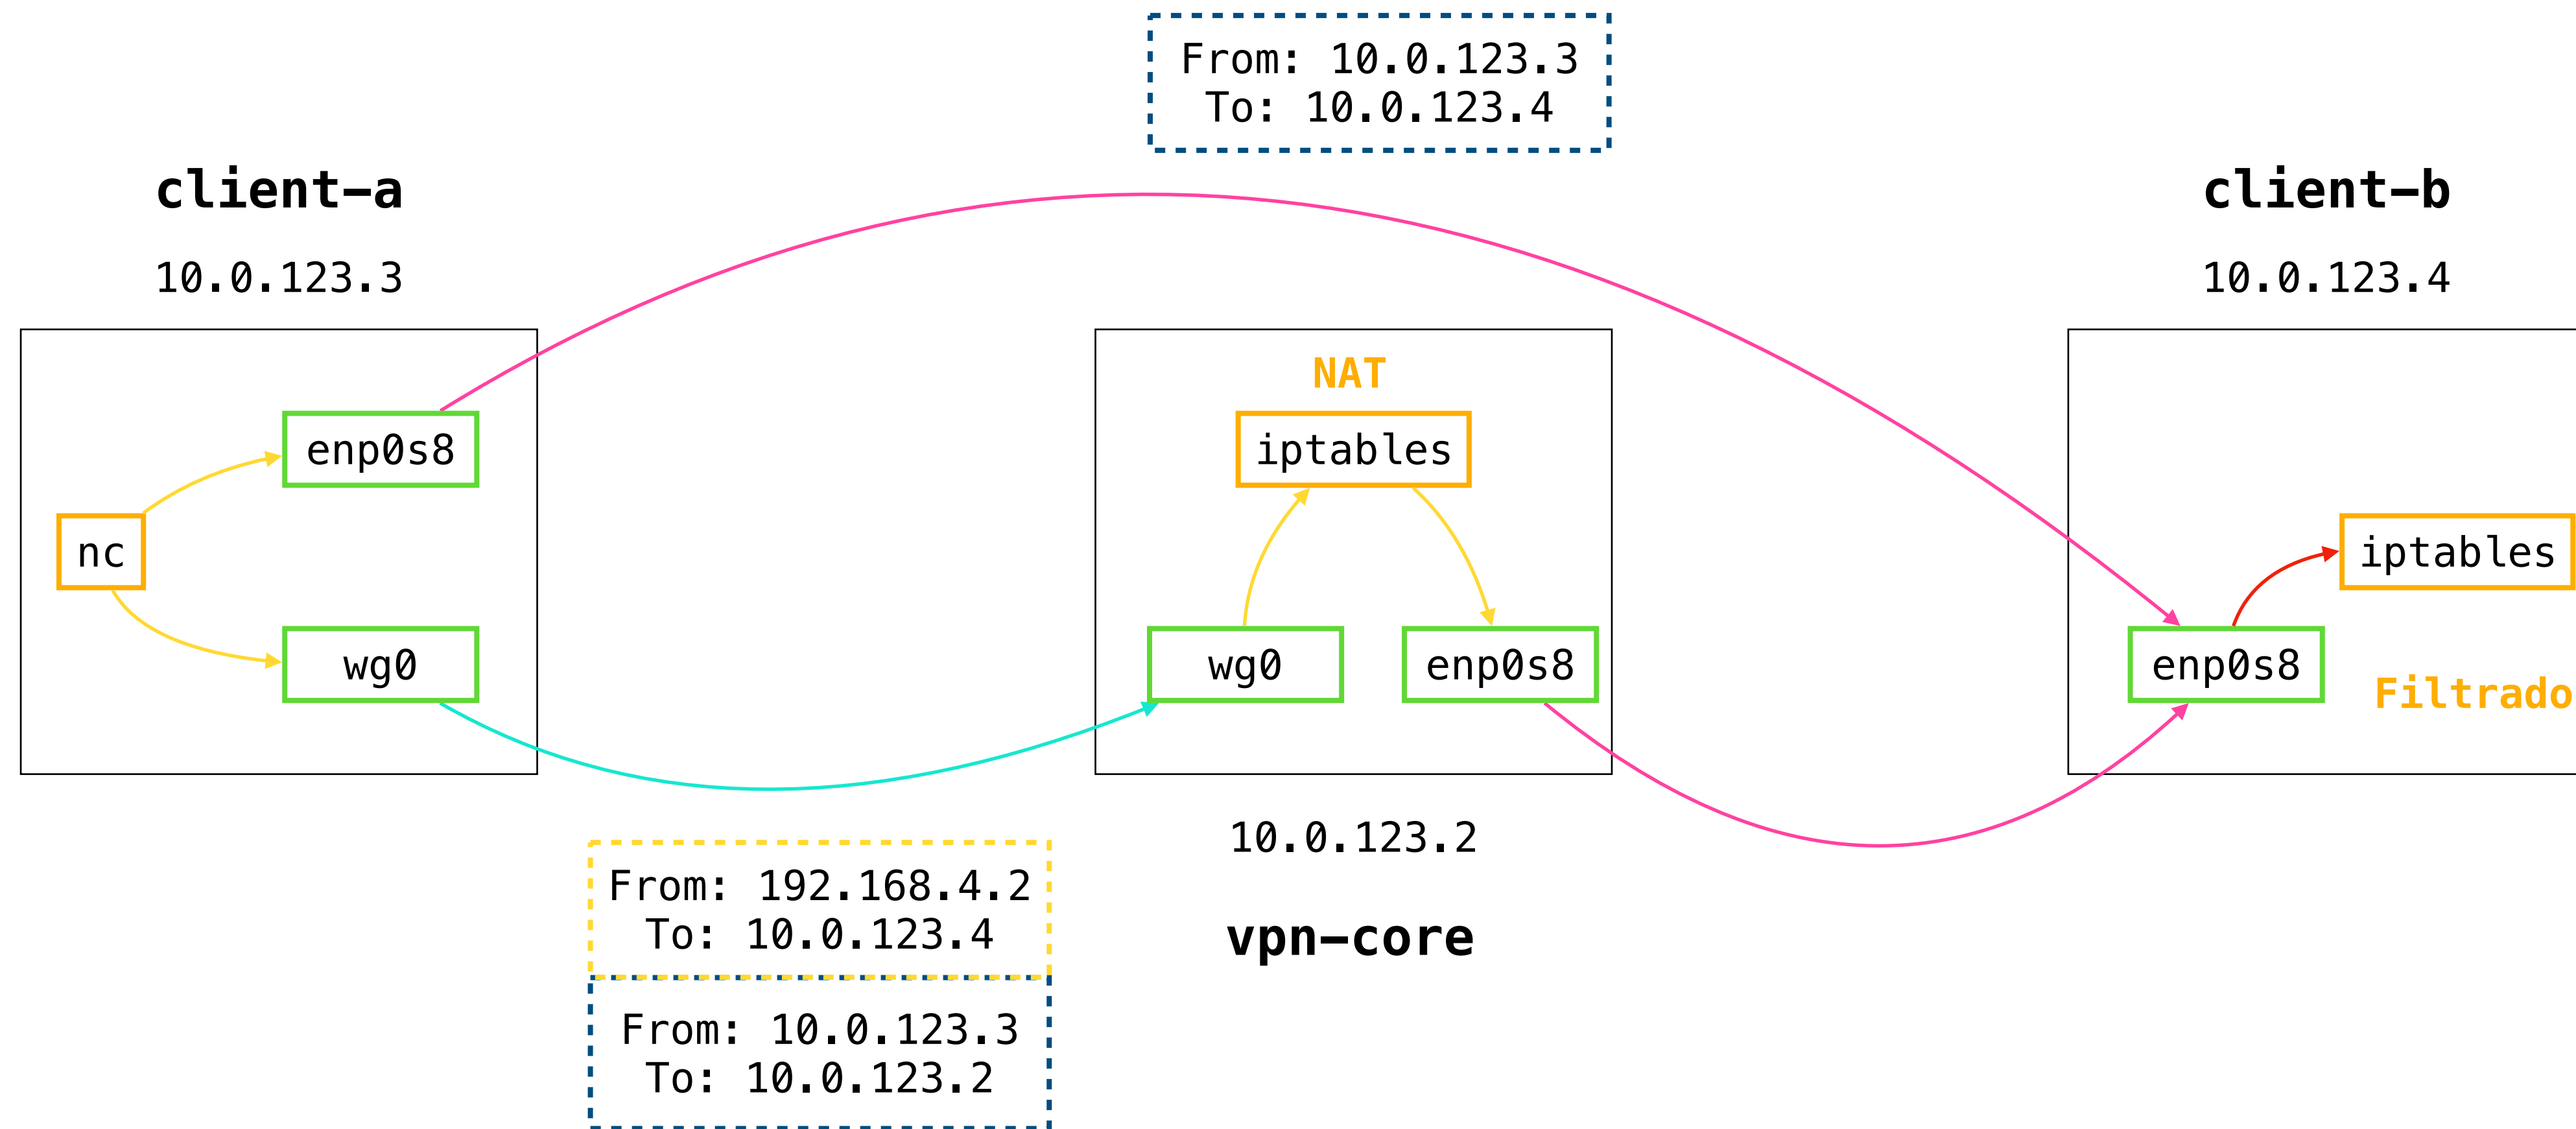 From: 10.0.123.3
To: 10.0.123.4
client-a
10.0.123.3
enp0s8
nc
wg0
NAT
iptables
wg0
enp0s8
10.0.123.2
vpn-core
client-b
10.0.123.4
iptables
enp0s8
Filtrado
From: 192.168.4.2
To: 10.0.123.4
From: 10.0.123.3
To: 10.0.123.2